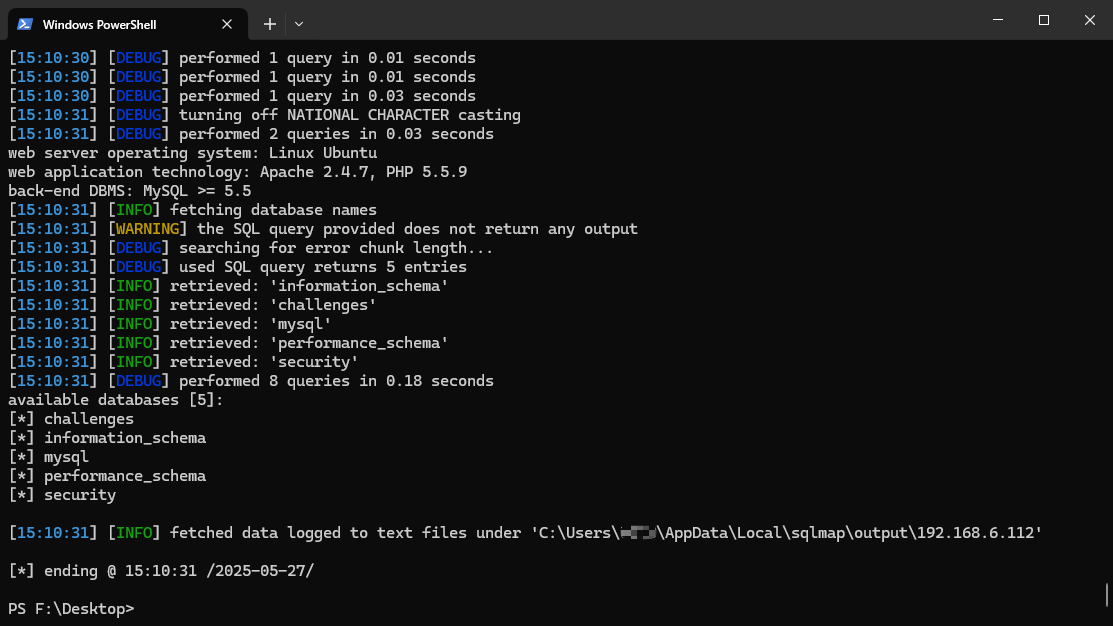 Windows PowerShell
[15:10:30] [DEBUG] performed 1 query in 0.01 seconds
[15:10:30] [DEBUG] performed 1 query in 0.01 seconds
[15:10:30] [DEBUG] performed 1 query in 0.03 seconds
[15:10:31] [DEBUG] turning off NATIONAL CHARACTER casting
[15:10:31] [DEBUG] performed 2 queries in 0.03 seconds
web server operating system: Linux Ubuntu
web application technology: Apache 2.4.7, PHP 5.5.9
back-end DBMS: MySQL >= 5.5
[15:10:31] [INFO] fetching database names
[15:10:31] [WARNING] the SQL query provided does not return any output
[15:10:31] [DEBUG] searching for error chunk length...
[15:10:31] [DEBUG] used SQL query returns 5 entries
[15:10:31] [INFO] retrieved: 'information_schema'
[15:10:31] [INFO] retrieved: 'challenges'
[15:10:31] [INFO] retrieved: 'mysql'
[15:10:31] [INFO] retrieved: 'performance_schema'
[15:10:31] [INFO] retrieved: 'security'
[15:10:31] [DEBUG] performed 8 queries in 0.18 seconds
available databases [5]:
[*] challenges
[*] information_schema
[*] mysql
[*] performance_schema
[*] security
[15:10:31] [INFO] fetched data logged to text files under 'C:\Users\\AppData\Local\sqlmap\output\192.168.6.112'
[*] ending @ 15:10:31 /2025-05-27/
PS F:\Desktop>